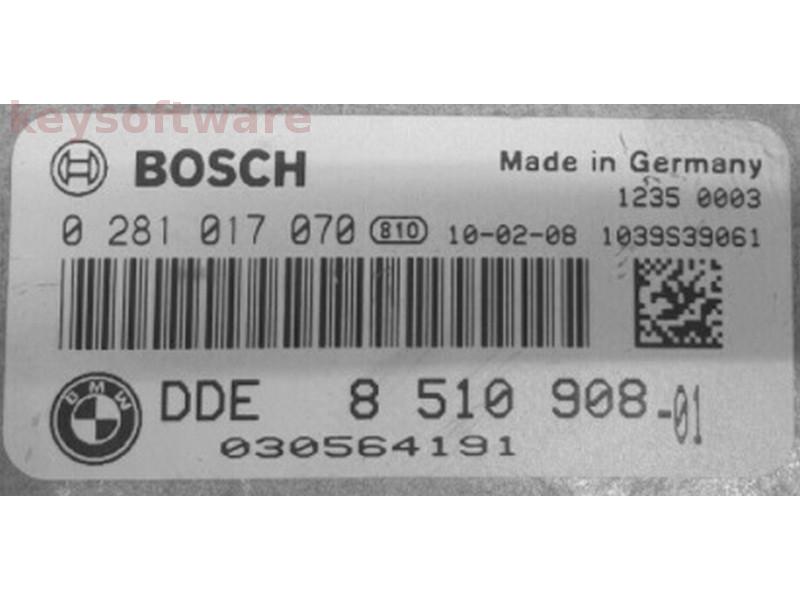 keysoftware
BOSCH Made in Germany
1235 0003
0 281 017 070 810 10-02-08 1039S39061
BMW DDE 8 510 908-01
030564191